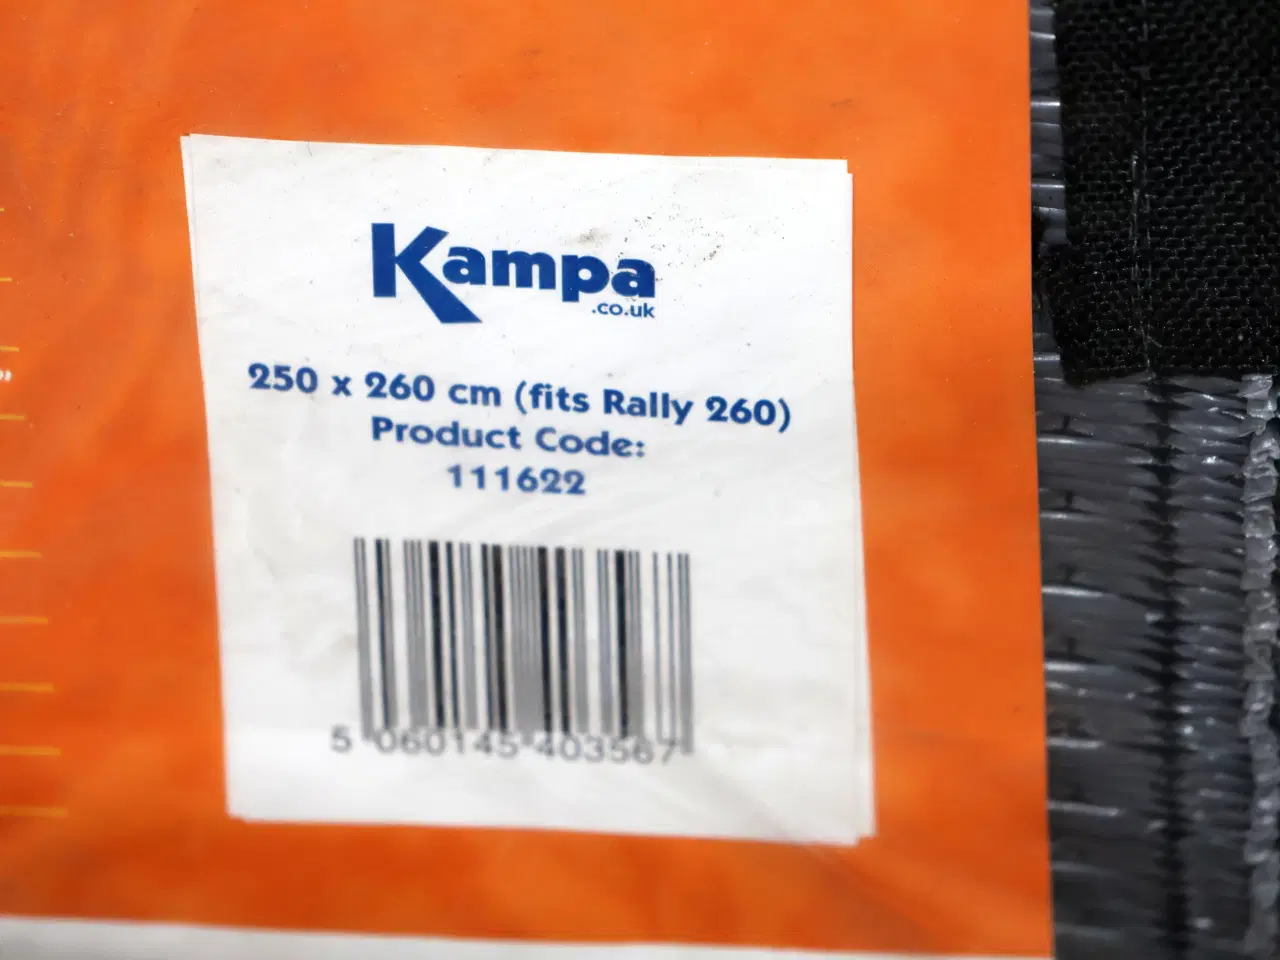 Kampa
.co.uk
250 x 260 cm (fits Rally 260)
Product Code:
111622
5 060145 403567
”